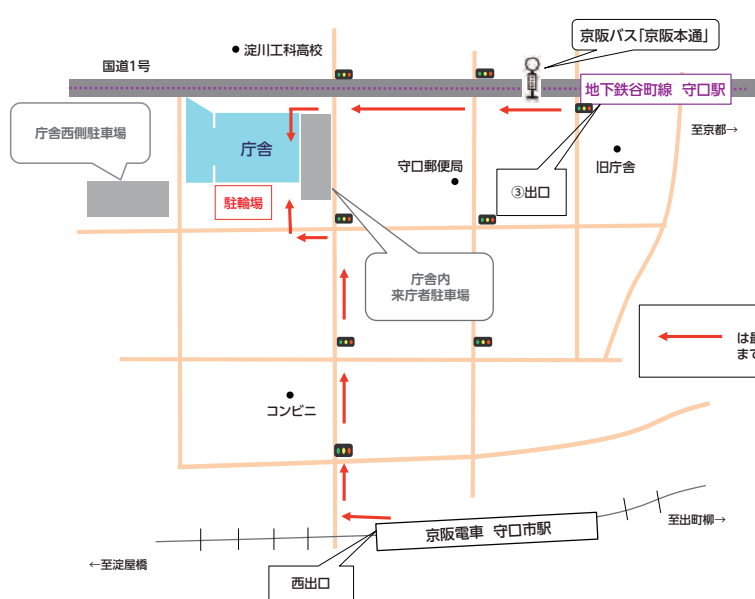 京阪バス「京阪本通」
淀川工科高校
国道1号
地下鉄谷町線 守口駅
庁舎西側駐車場
至京都→
庁舎
守口郵便局
旧庁舎
③出口
駐輪場
庁舎内
来庁者駐車場
は最
まで
コンビニ
京阪電車 守口市駅
至出町柳→
←至淀屋橋
西出口